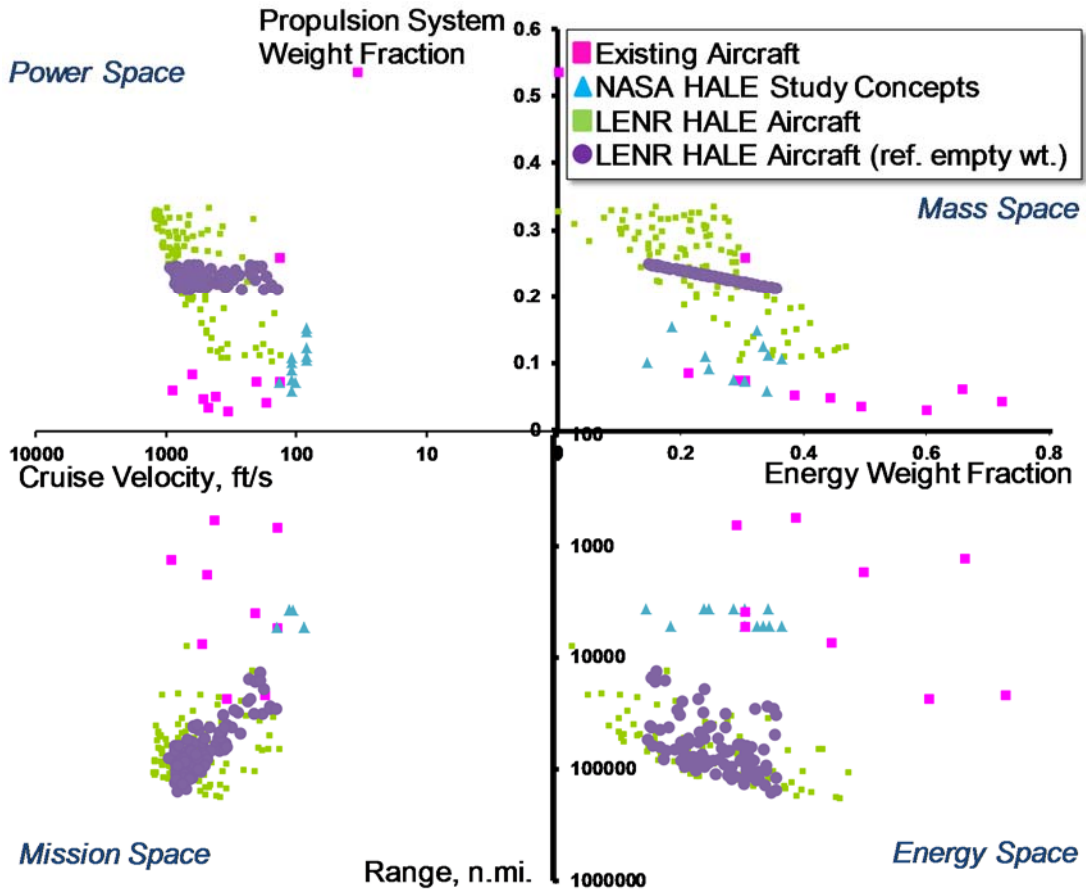 Propulsion System
Weight Fraction
Power Space
0.6
0.5
0.4
0.3
0.2
0.1
0
Existing Aircraft
NASA HALE Study Concepts
LENR HALE Aircraft
LENR HALE Aircraft (ref. empty wt.)
Mass Space
10000
1000
100
10
100
0
0.2
0.4
0.6
0.8
Cruise Velocity, ft/s
Energy Weight Fraction
1000
10000
100000
1000000
Mission Space
Range, n.mi.
Energy Space